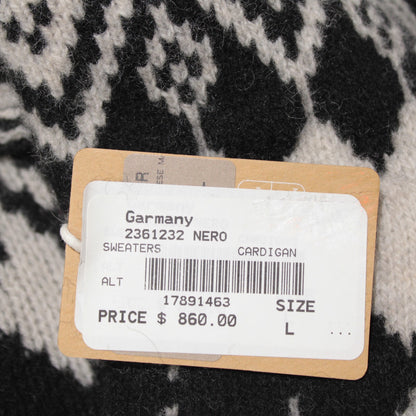 Garmany
2361232 NERO
SWEATERS CARDIGAN
ALT
17891463
SIZE
PRICE $ 860.00
L ...